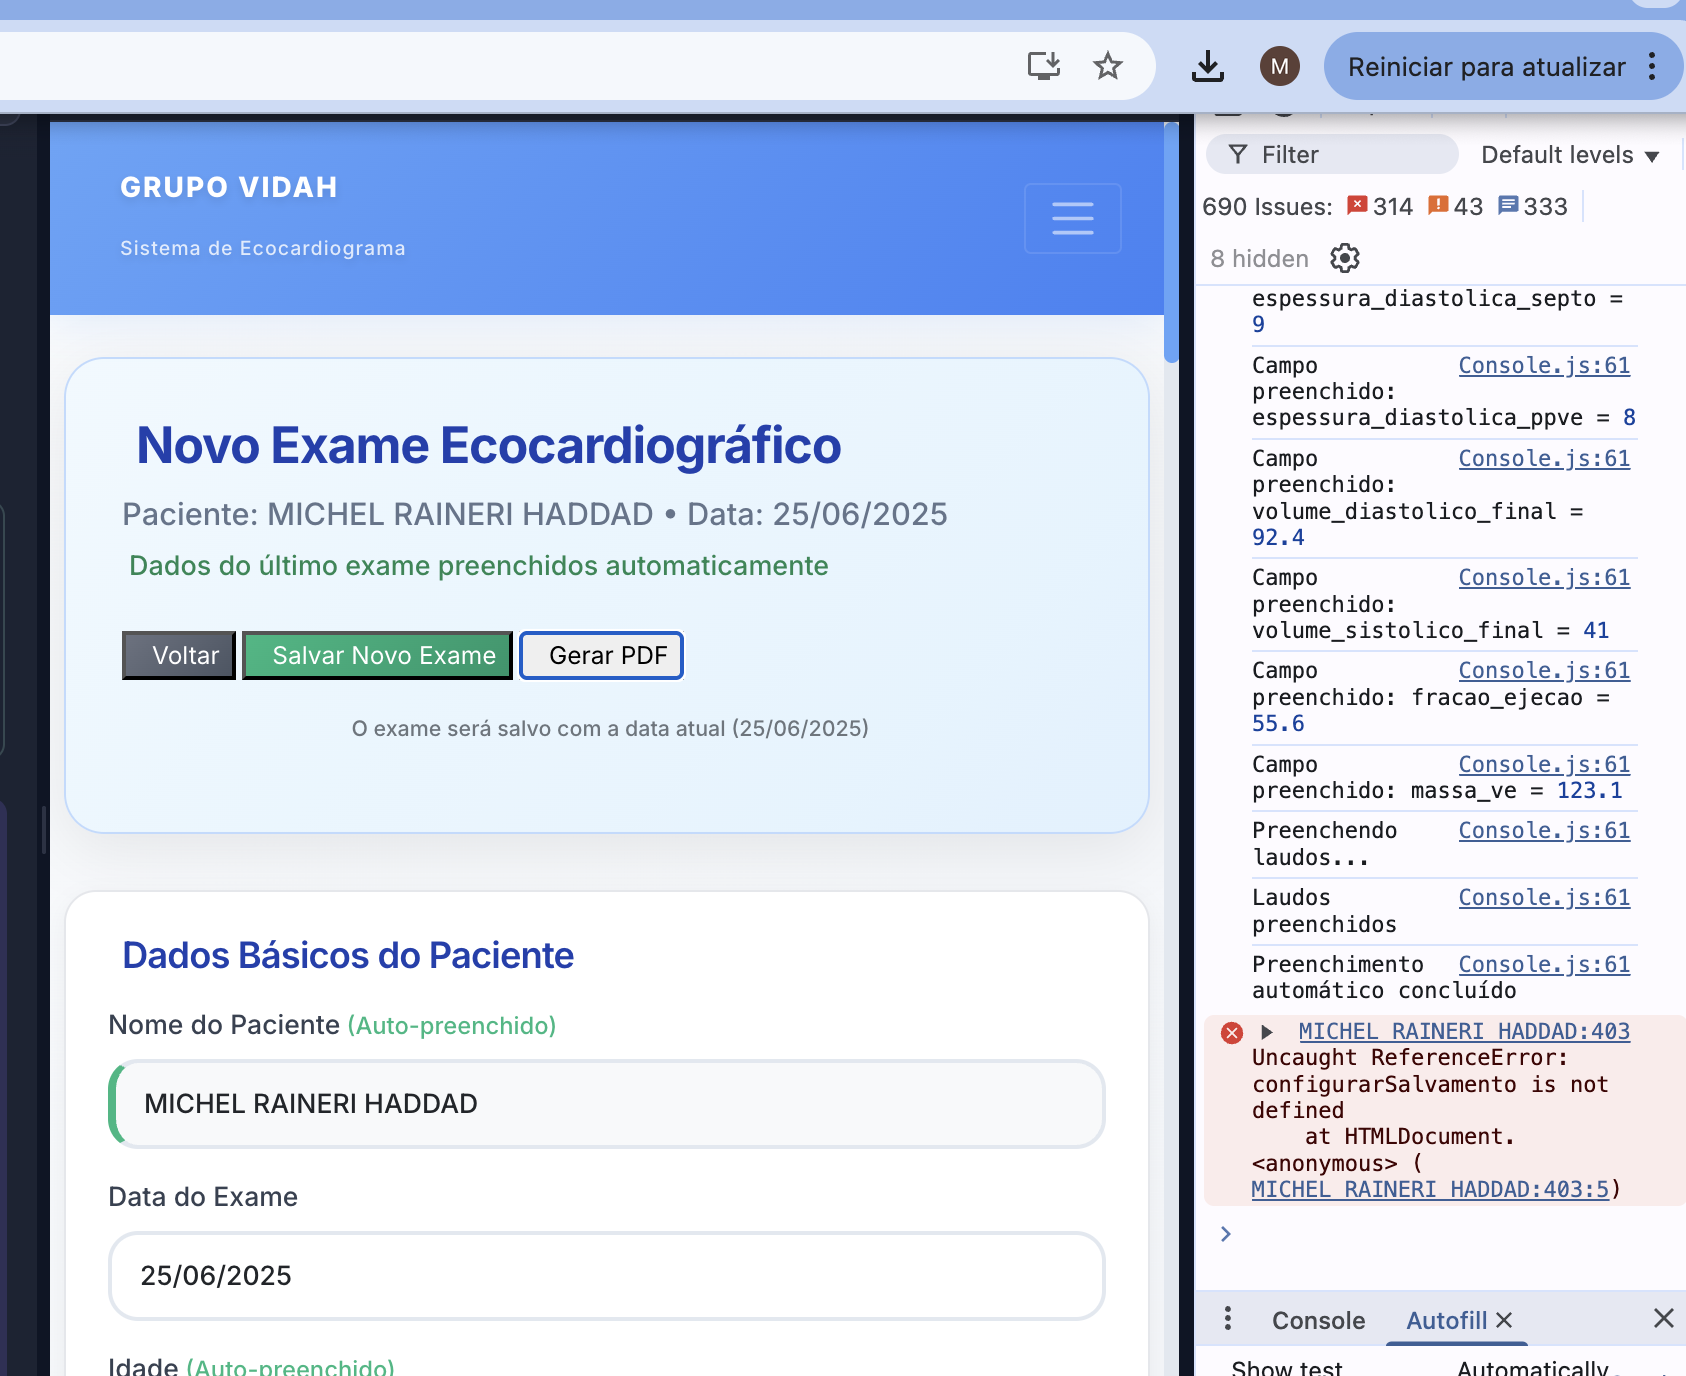 M
Reiniciar para atualizar
GRUPO VIDAH
Sistema de Ecocardiograma
Novo Exame Ecocardiográfico
Paciente: MICHEL RAINERI HADDAD • Data: 25/06/2025
Dados do último exame preenchidos automaticamente
Voltar
Salvar Novo Exame
Gerar PDF
O exame será salvo com a data atual (25/06/2025)
Dados Básicos do Paciente
Nome do Paciente (Auto-preenchido)
MICHEL RAINERI HADDAD
Data do Exame
25/06/2025
Idade (Auto-preenchido)
Filter
Default levels
690 Issues: 314 43 333
8 hidden
espessura_diastolica_septo =
9
Campo Console.js:61
preenchido:
espessura_diastolica_ppve = 8
Campo Console.js:61
preenchido:
volume_diastolico_final =
92.4
Campo Console.js:61
preenchido:
volume_sistolico_final = 41
Campo Console.js:61
preenchido: fracao_ejecao =
55.6
Campo Console.js:61
preenchido: massa_ve = 123.1
Preenchendo Console.js:61
laudos...
Laudos Console.js:61
preenchidos
Preenchimento Console.js:61
automático concluído
MICHEL RAINERI HADDAD:403
Uncaught ReferenceError:
configurarSalvamento is not
defined
at HTMLDocument.
<anonymous> (
MICHEL RAINERI HADDAD:403:5)
Console
Autofill
Show test
Automatically